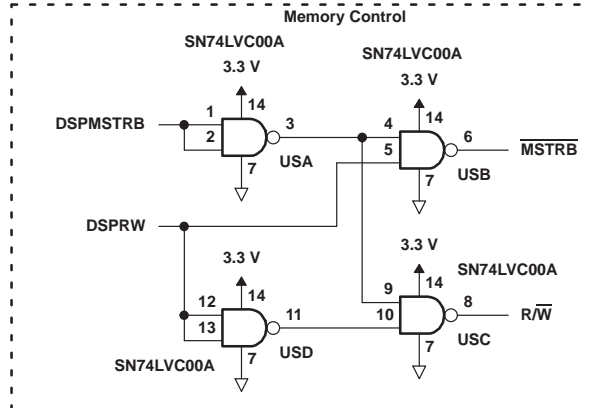 Memory Control
SN74LVC00A
SN74LVC00A
3.3 V
3.3 V
DSPMSTRB
1
2
14
3
7
USA
4
5
14
6
7
USB
MSTRB
DSPRW
3.3 V
3.3 V
SN74LVC00A
12
13
14
11
7
USD
SN74LVC00A
9
10
14
8
7
USC
R/W